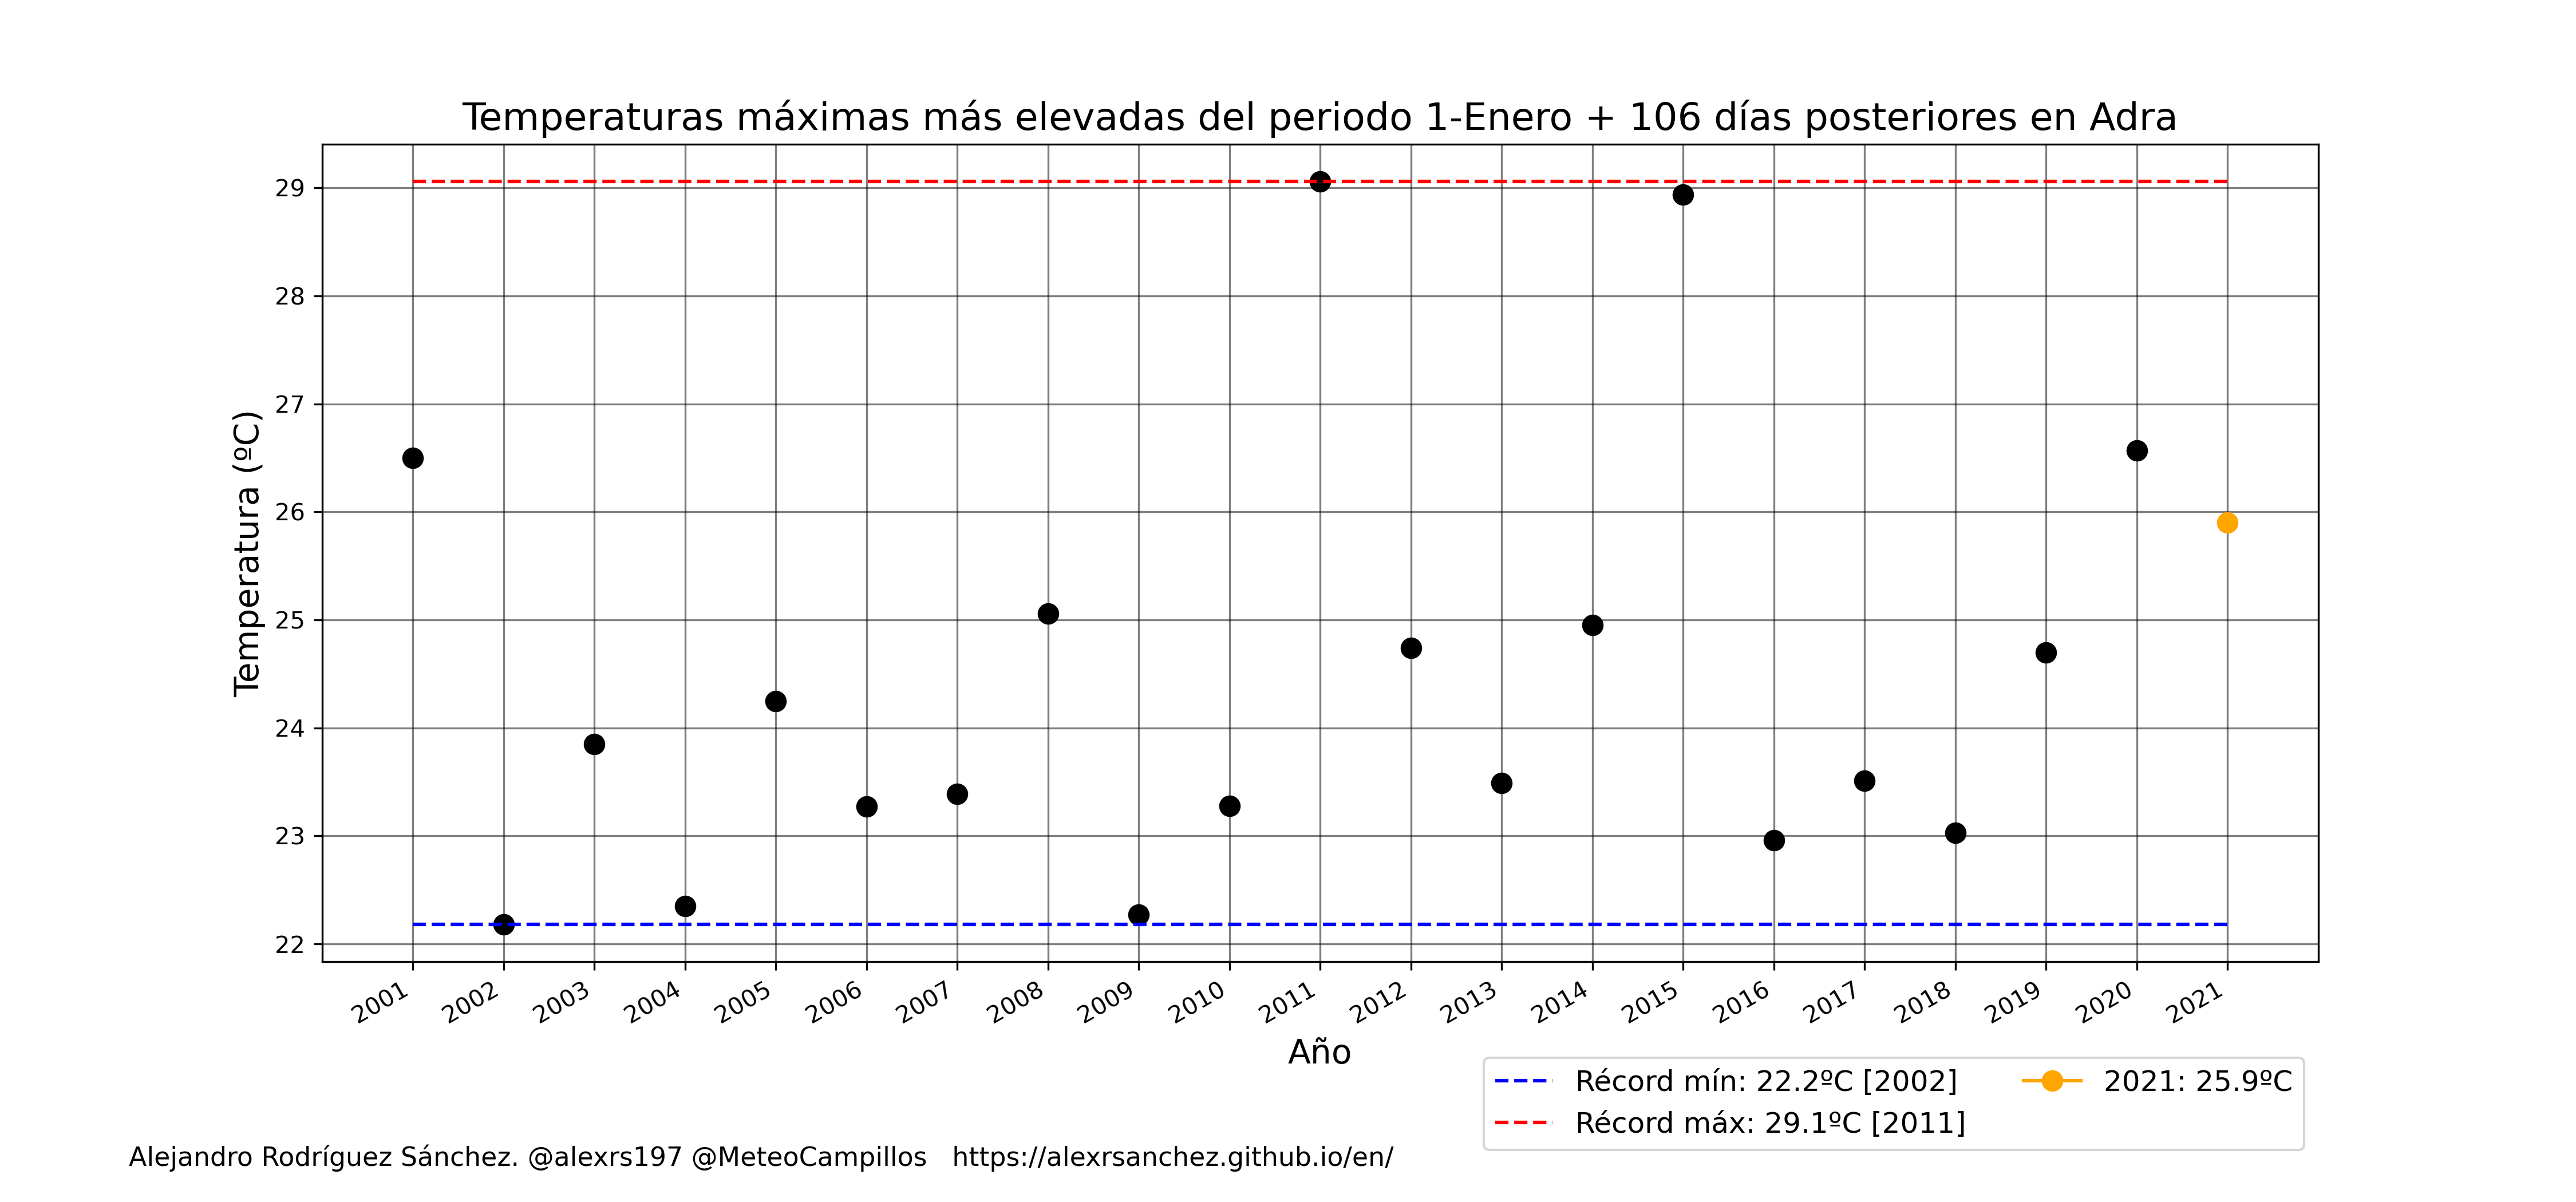 Temperaturas máximas más elevadas del periodo 1-Enero + 106 días posteriores en Adra
Temperatura (ºC)
29
28
27
26
25
24
23
22
2001 2002 2003 2004 2005 2006 2007 2008 2009 2010 2011 2012 2013 2014 2015 2016 2017 2018 2019 2020 2021
Año
Récord mín: 22.2ºC [2002]
Récord máx: 29.1ºC [2011]
2021: 25.9ºC
Alejandro Rodríguez Sánchez. @alexrs197 @MeteoCampillos https://alexrsanchez.github.io/en/